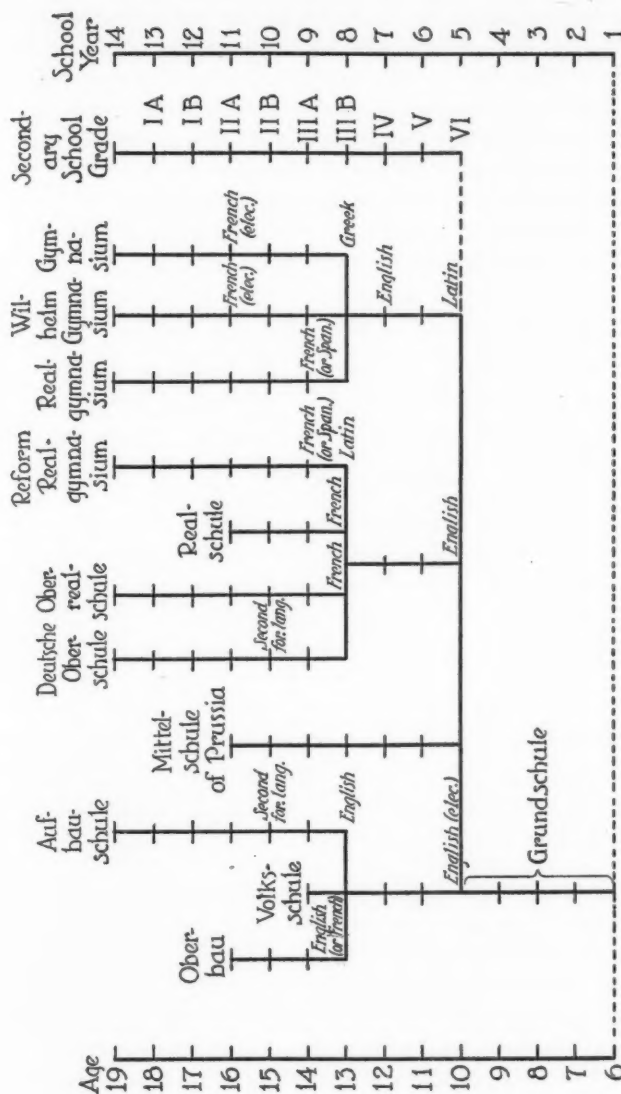 Age
19
18
17
16
15
14
13
12
11
10
9
8
7
6
Ober-
bau
English
(or French)
Volks-
schule
English (elec.)
Grundschule
Auf-
bau-
schule
Second
for. lang.
English
Mittel-
schule
of Prussia
Deutsche
Ober-
schule
Second
for. lang.
Ober-
real-
schule
French
Real-
schule
French
English
Reform
Real-
gymna-
sium
French
(or Span.)
Latin
Real-
gymna-
sium
French
(or Span.)
Wil-
helm
Gymna-
sium
French
(elec.)
English
Latin
Gym-
na-
sium
French
(elec.)
Greek
Second-
ary
School
Grade
I A
I B
II A
II B
III A
III B
IV
V
VI
School
Year
14
13
12
11
10
9
8
7
6
5
4
3
2
1